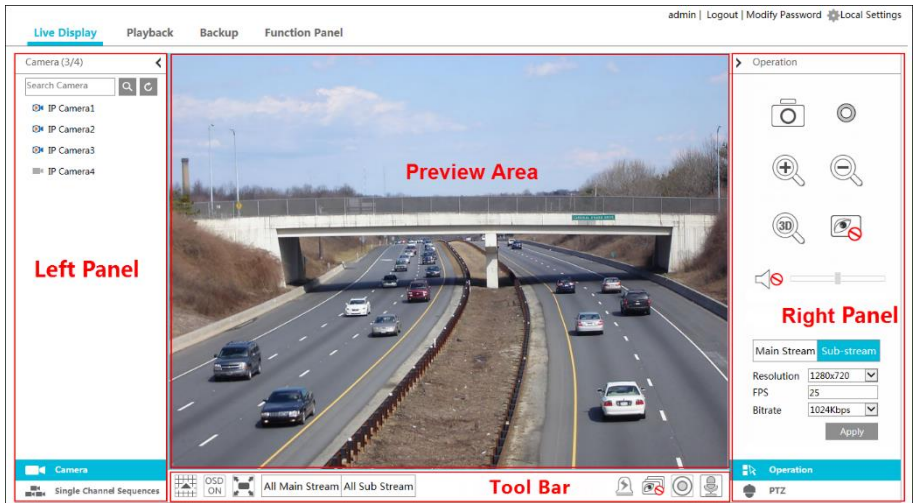 admin | Logout | Modify Password Local Settings
Live Display Playback Backup Function Panel
Camera (3/4)
Search Camera
IP Camera1
IP Camera2
IP Camera3
IP Camera4
Left Panel
Camera
Single Channel Sequences
Preview Area
OSD
ON
All Main Stream All Sub Stream
Tool Bar
Operation
3D
Right Panel
Main Stream Sub-stream
Resolution 1280x720
FPS 25
Bitrate 1024Kbps
Apply
Operation
PTZ